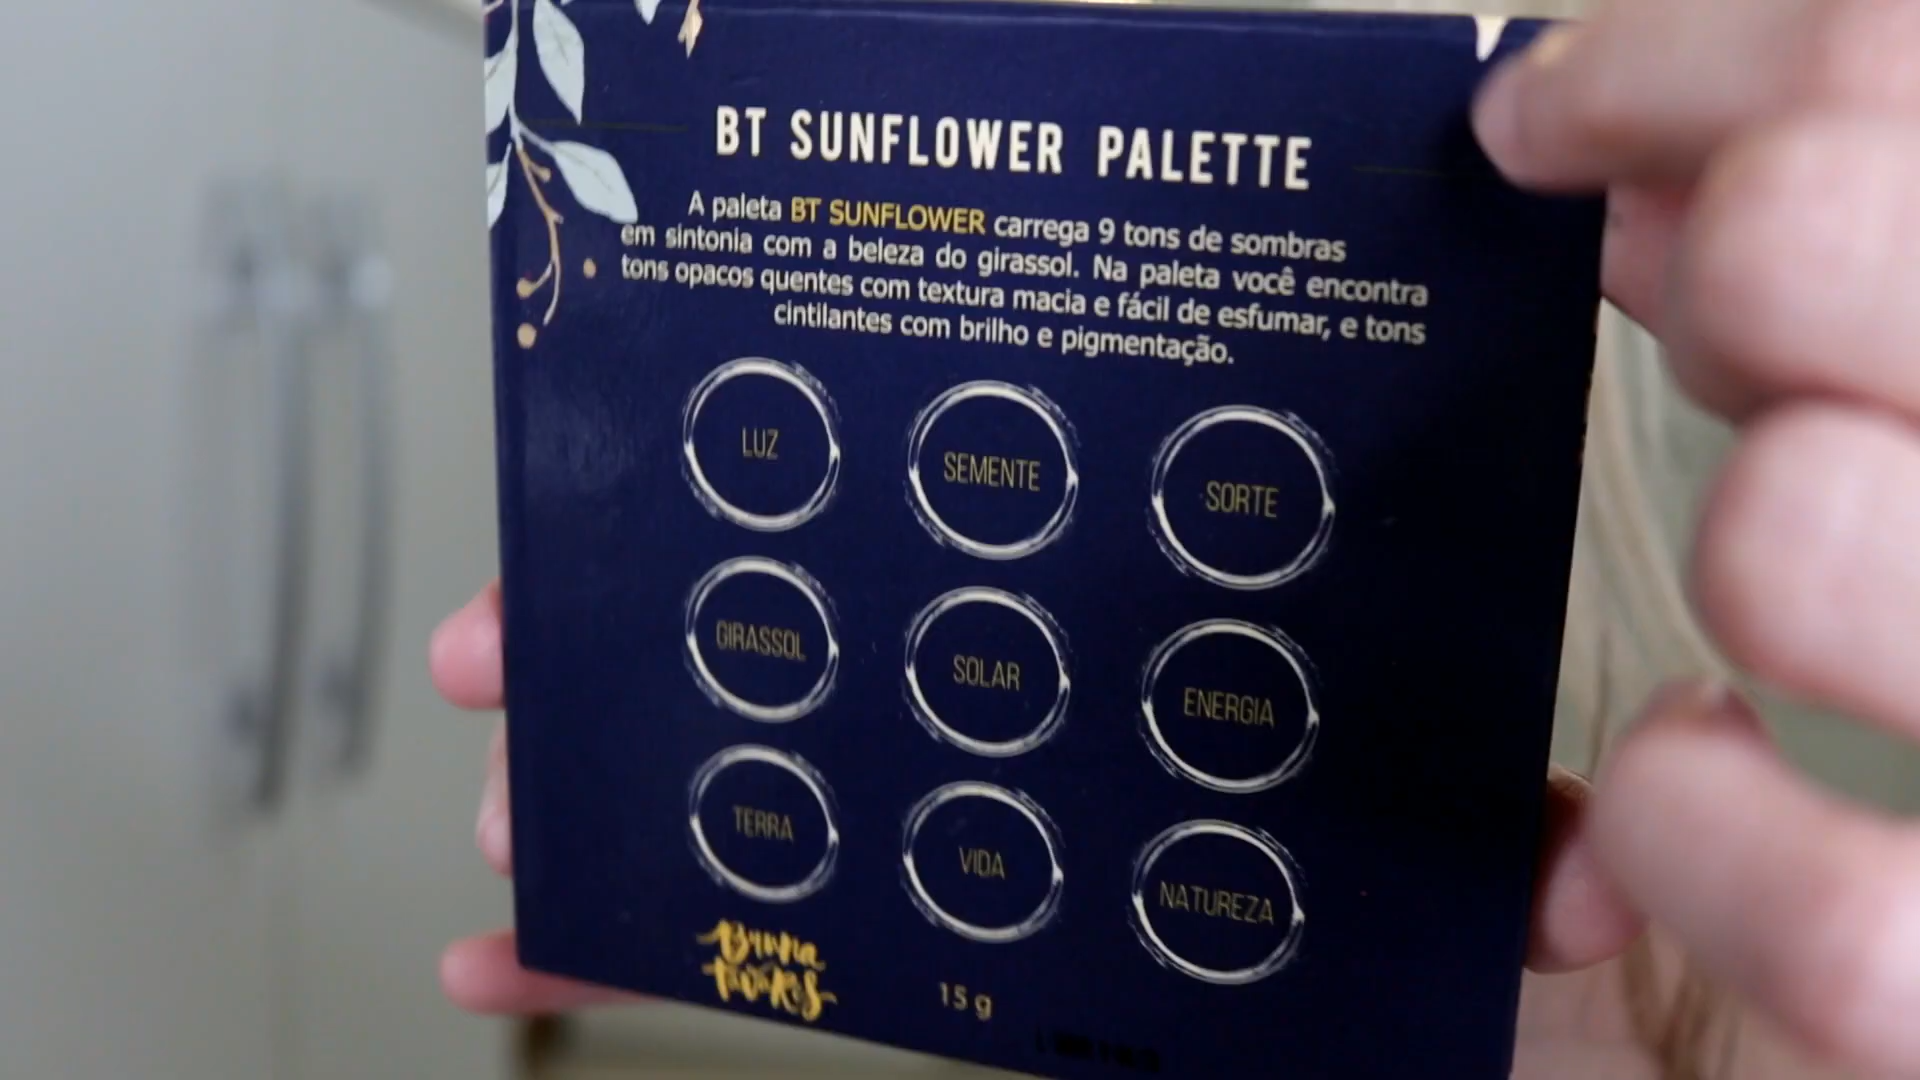 BT SUNFLOWER PALETTE
A paleta BT SUNFLOWER carrega 9 tons de sombras
em sintonia com a beleza do girassol. Na paleta você encontra
tons opacos quentes com textura macia e fácil de esfumar, e tons
cintilantes com brilho e pigmentação.
LUZ SEMENTE SORTE
GIRASSOL SOLAR ENERGIA
TERRA VIDA NATUREZA
Bruna
TavaRes
15 g